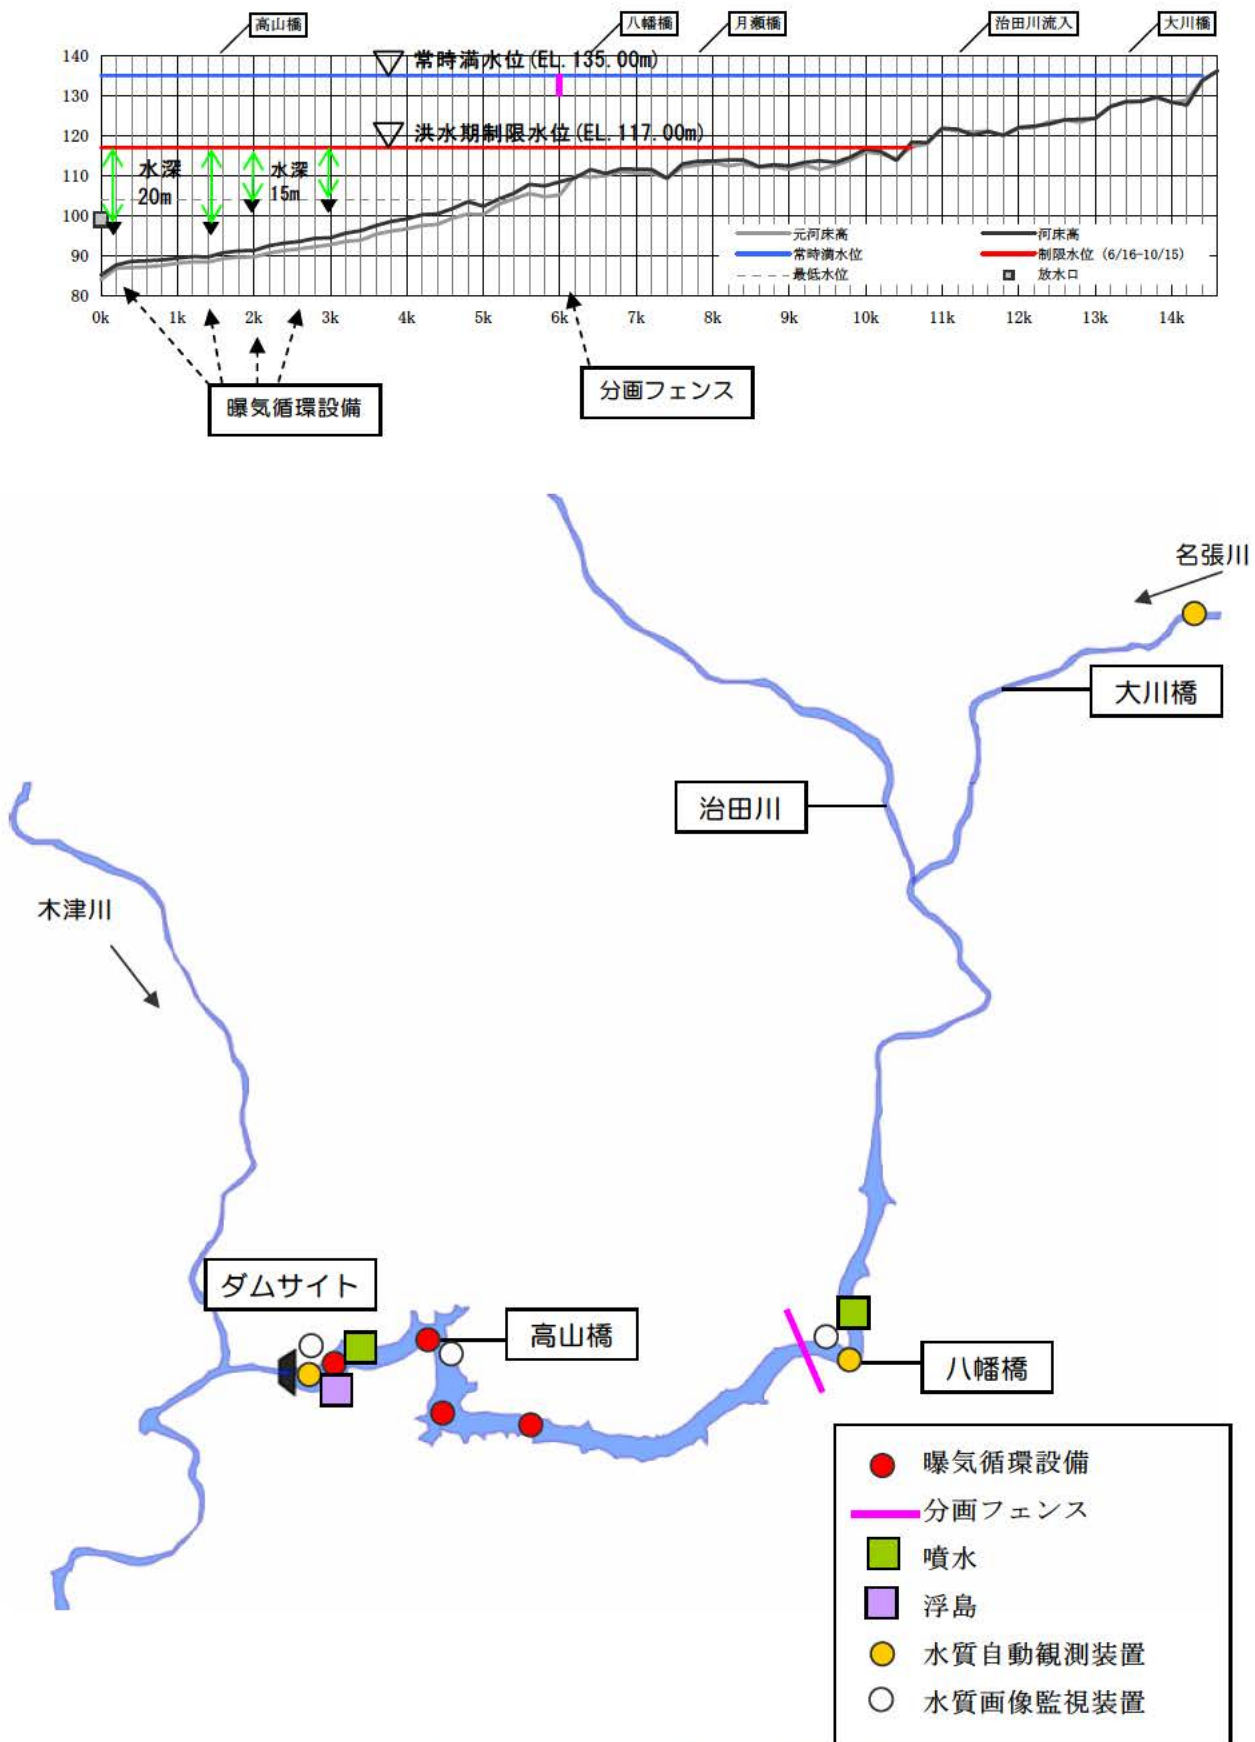 高山橋
八幡橋
月瀬橋
治田川流入
大川橋
140
130
120
110
100
90
80
常時満水位(EL.135.00m)
洪水期制限水位(EL.117.00m)
水深
20m
水深
15m
元河床高
河床高
常時満水位
制限水位 (6/16-10/15)
最低水位
放水口
0k 1k 2k 3k 4k 5k 6k 7k 8k 9k 10k 11k 12k 13k 14k
曝気循環設備
分画フェンス
名張川
大川橋
治田川
木津川
ダムサイト
高山橋
八幡橋
曝気循環設備
分画フェンス
噴水
浮島
水質自動観測装置
水質画像監視装置